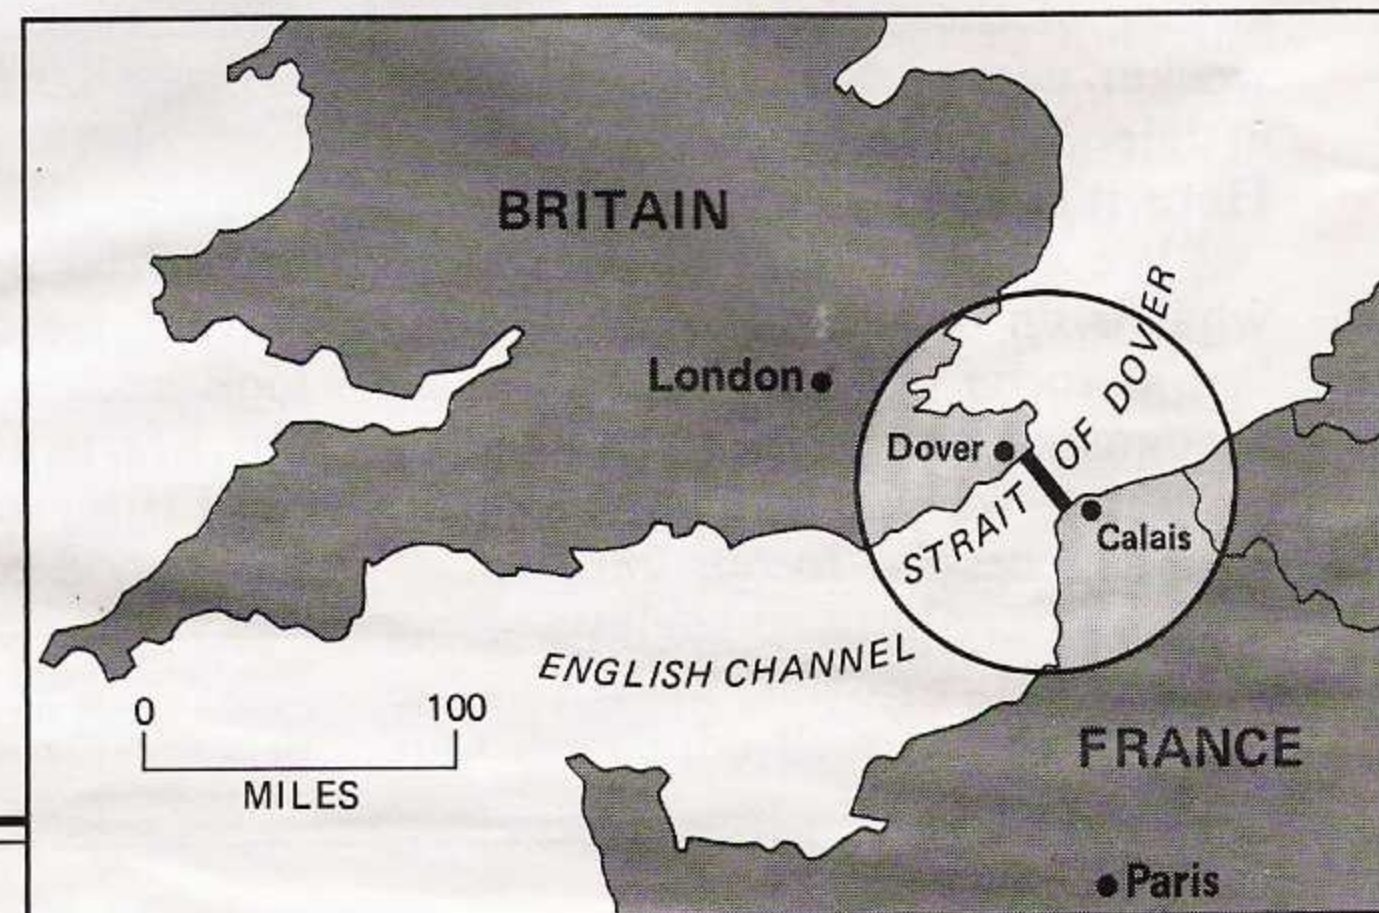 BRITAIN
London
Dover
STRAIT OF DOVER
Calais
ENGLISH CHANNEL
0 100
MILES
FRANCE
Paris